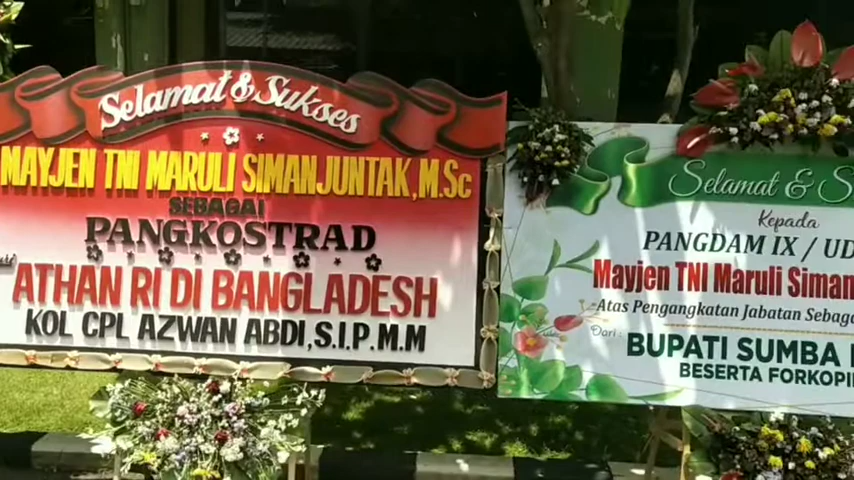 Selamat & Sukses
MAYJEN TNI MARULI SIMANJUNTAK, M.Sc
SEBAGAI
PANGKOSTRAD
ATHAN RI DI BANGLADESH
KOL CPL AZWAN ABDI, S.I.P, M.M
Selamat & S
Kepada
PANGDAM IX / UD
Mayjen TNI Maruli Siman
Atas Pengangkatan Jabatan Sebag
Dari
BUPATI SUMBA
BESERTA FORKOPI